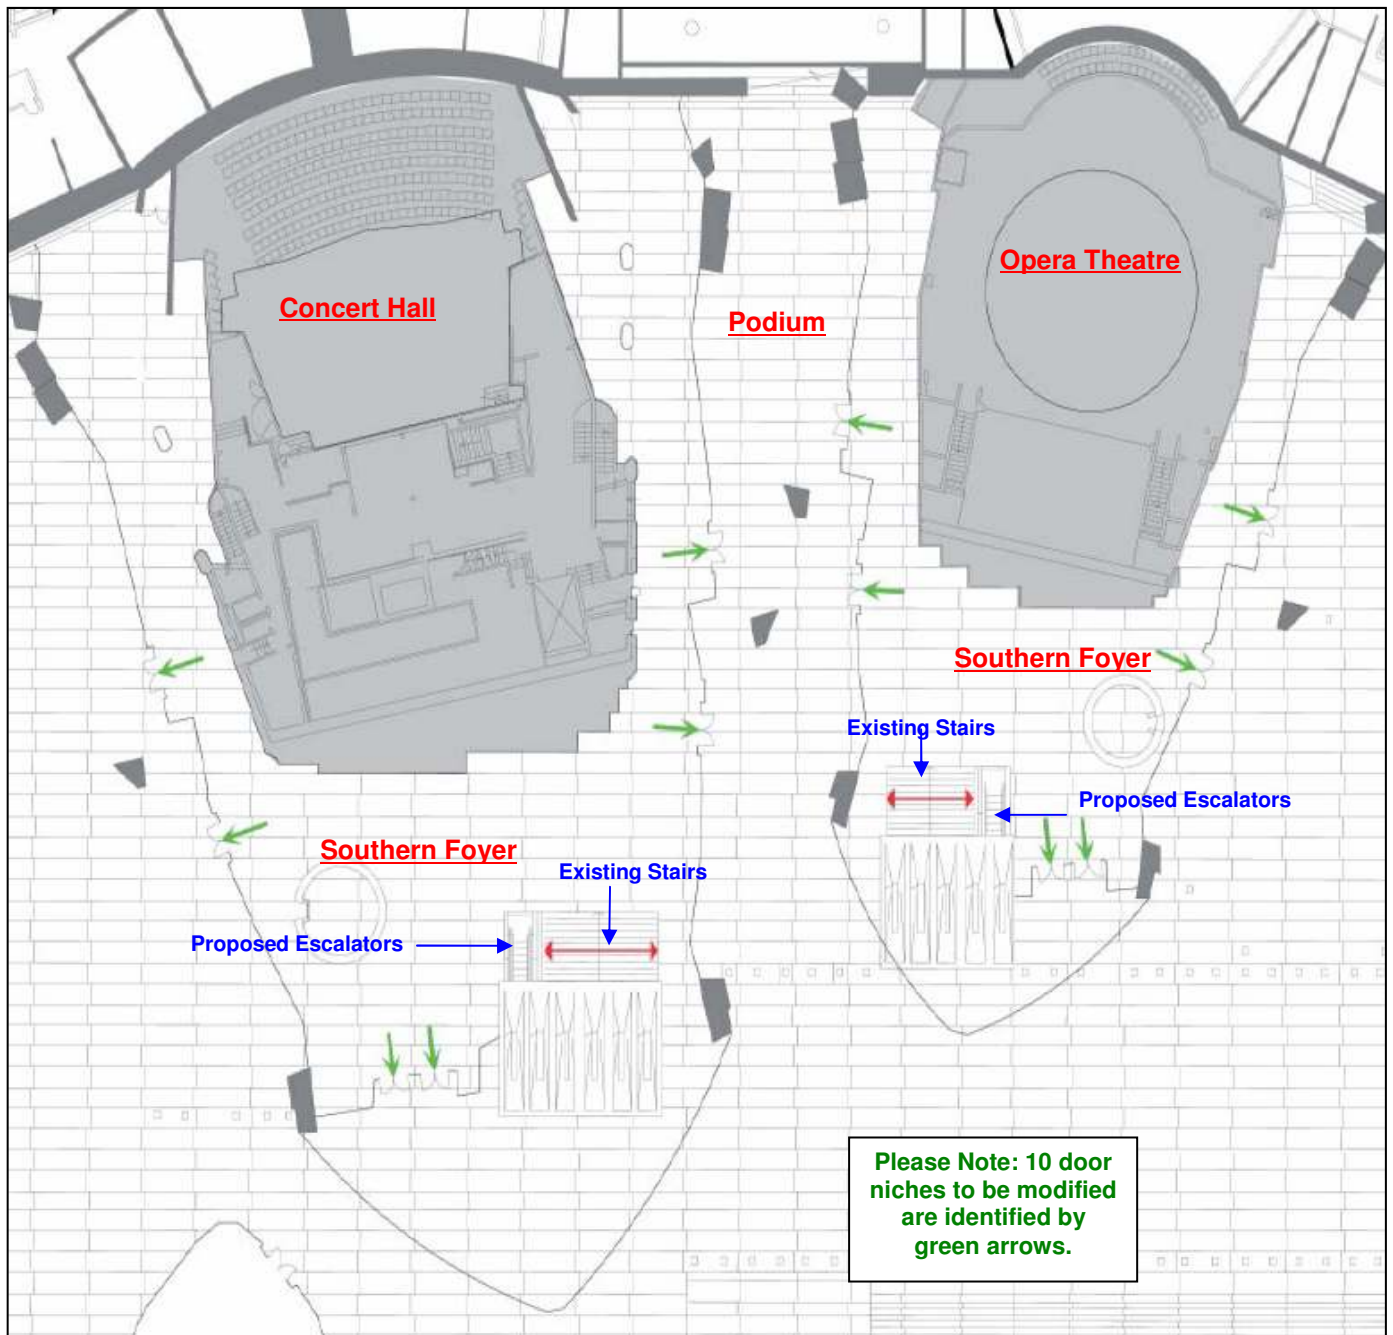 Opera Theatre
Concert Hall
Podium
Southern Foyer
Existing Stairs
Proposed Escalators
Southern Foyer
Existing Stairs
Proposed Escalators
Please Note: 10 door
niches to be modified
are identified by
green arrows.